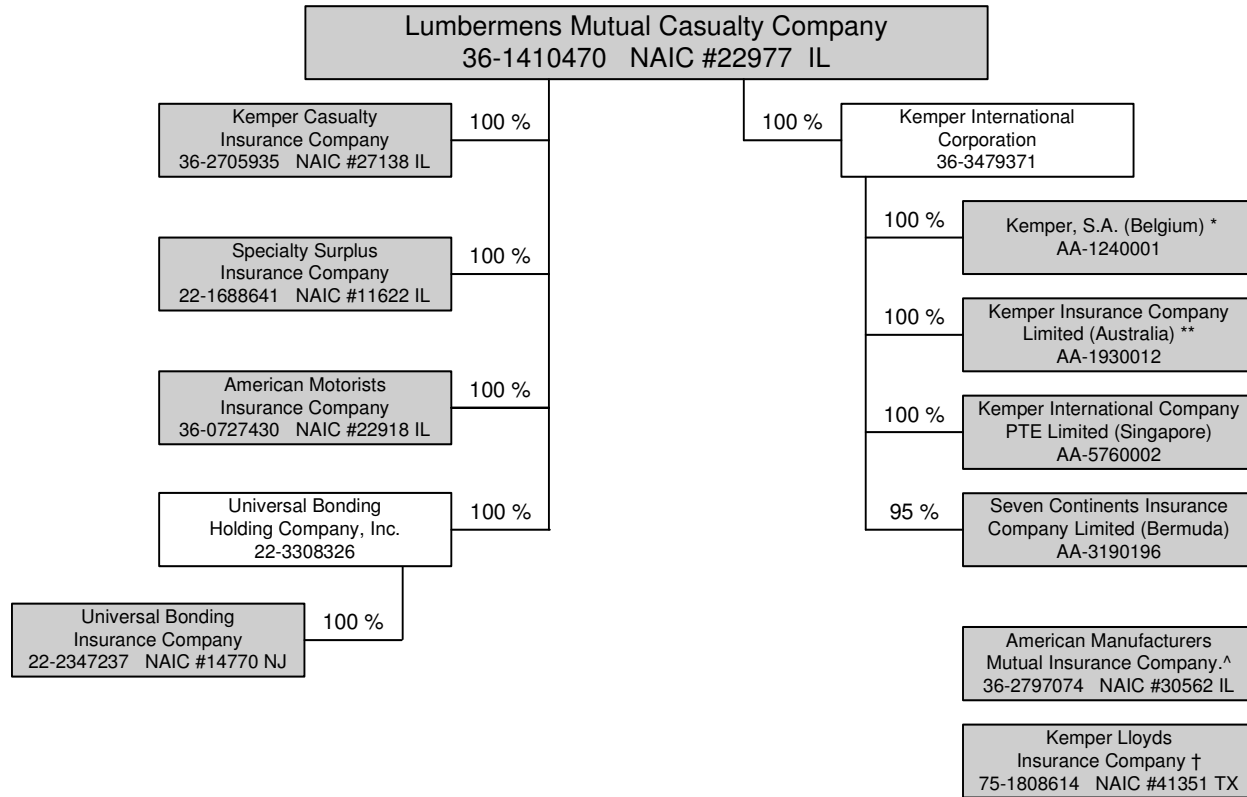 Lumbermens Mutual Casualty Company
36-1410470 NAIC #22977 IL
Kemper Casualty
Insurance Company
36-2705935 NAIC #27138 IL
100 %
Specialty Surplus
Insurance Company
22-1688641 NAIC #11622 IL
100 %
American Motorists
Insurance Company
36-0727430 NAIC #22918 IL
100 %
Universal Bonding
Holding Company, Inc.
22-3308326
100 %
Universal Bonding
Insurance Company
22-2347237 NAIC #14770 NJ
100 %
100 %
Kemper International
Corporation
36-3479371
100 %
Kemper, S.A. (Belgium) *
AA-1240001
100 %
Kemper Insurance Company
Limited (Australia) **
AA-1930012
100 %
Kemper International Company
PTE Limited (Singapore)
AA-5760002
95 %
Seven Continents Insurance
Company Limited (Bermuda)
AA-3190196
American Manufacturers
Mutual Insurance Company.^
36-2797074 NAIC #30562 IL
Kemper Lloyds
Insurance Company †
75-1808614 NAIC #41351 TX